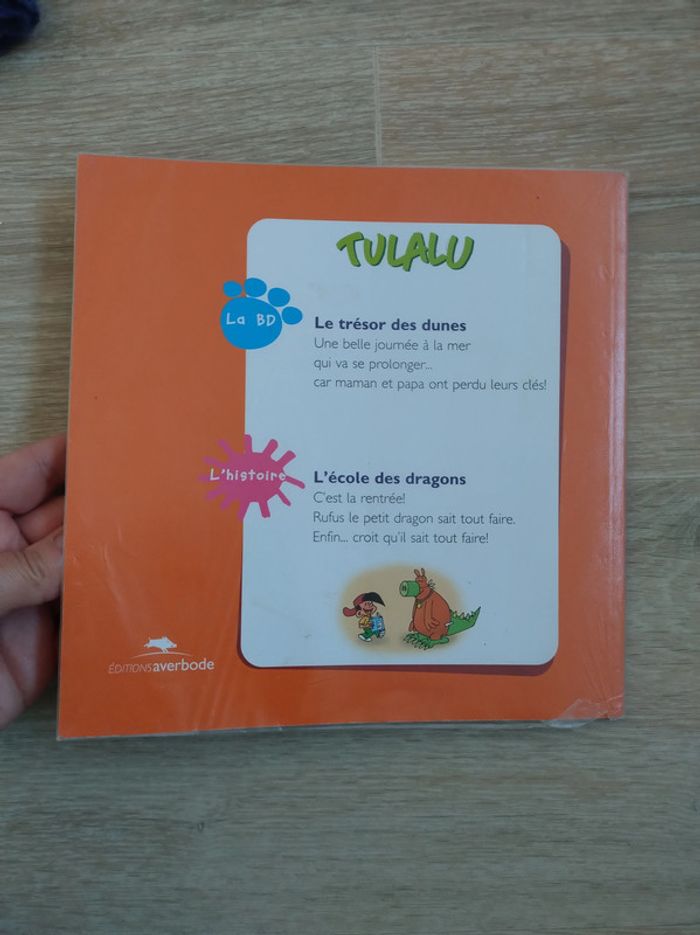 TULALU
La BD
Le trésor des dunes
Une belle journée à la mer
qui va se prolonger...
car maman et papa ont perdu leurs clés!
L'histoire
L'école des dragons
C'est la rentrée!
Rufus le petit dragon sait tout faire.
Enfin... croit qu'il sait tout faire!
ÉDITIONS averbode